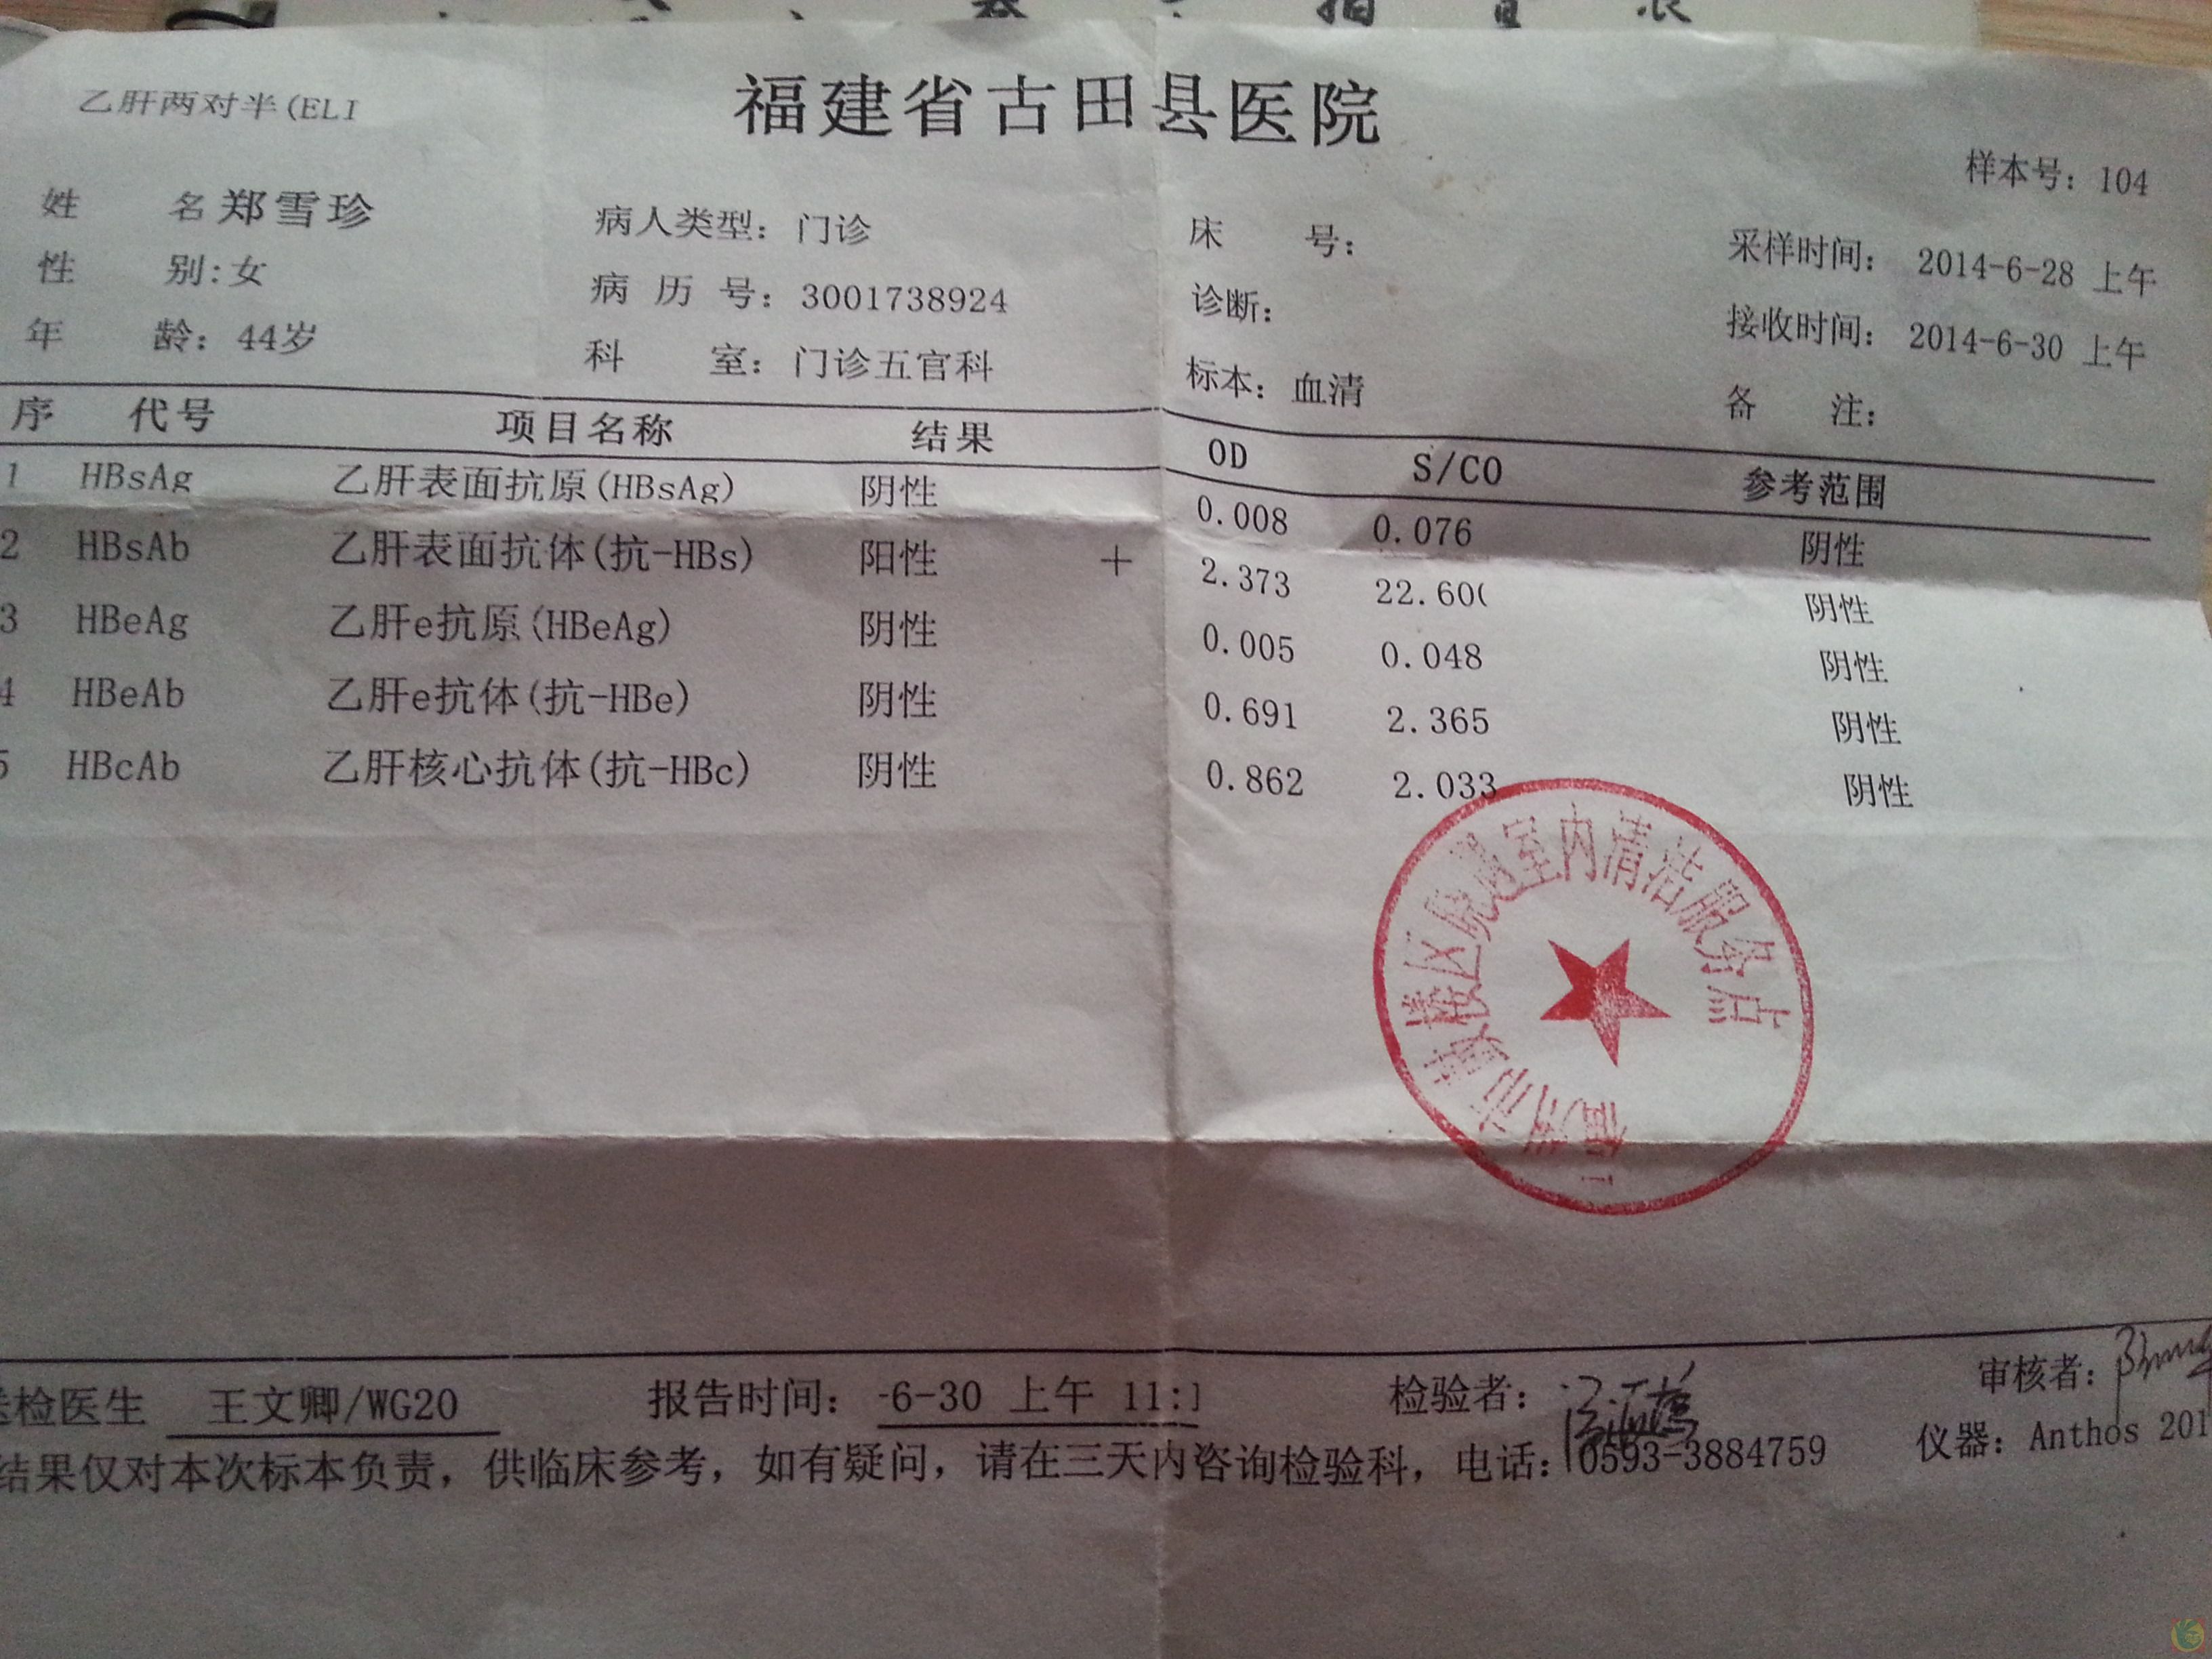 乙肝两对半(ELI
福建省古田县医院
样本号: 104
姓 名 郑雪珍 病人类型: 门诊 床 号: 采样时间: 2014-6-28 上午
性 别: 女 病 历 号: 3001738924 诊断: 接收时间: 2014-6-30 上午
年 龄: 44岁 科 室: 门诊五官科 标本: 血清 备 注:
序 代号 项目名称 结果 OD S/CO 参考范围
1 HBsAg 乙肝表面抗原(HBsAg) 阴性 0.008 0.076 阴性
2 HBsAb 乙肝表面抗体(抗-HBs) 阳性 + 2.373 22.60 阴性
3 HBeAg 乙肝e抗原(HBeAg) 阴性 0.005 0.048 阴性
4 HBeAb 乙肝e抗体(抗-HBe) 阴性 0.691 2.365 阴性
5 HBcAb 乙肝核心抗体(抗-HBc) 阴性 0.862 2.033 阴性
室内清洁服务点
检医生 王文卿/WG20 报告时间: -6-30 上午 11:1 检验者: 审核者:
结果仅对本次标本负责，供临床参考，如有疑问，请在三天内咨询检验科，电话: 0593-3884759 仪器: Anthos 201